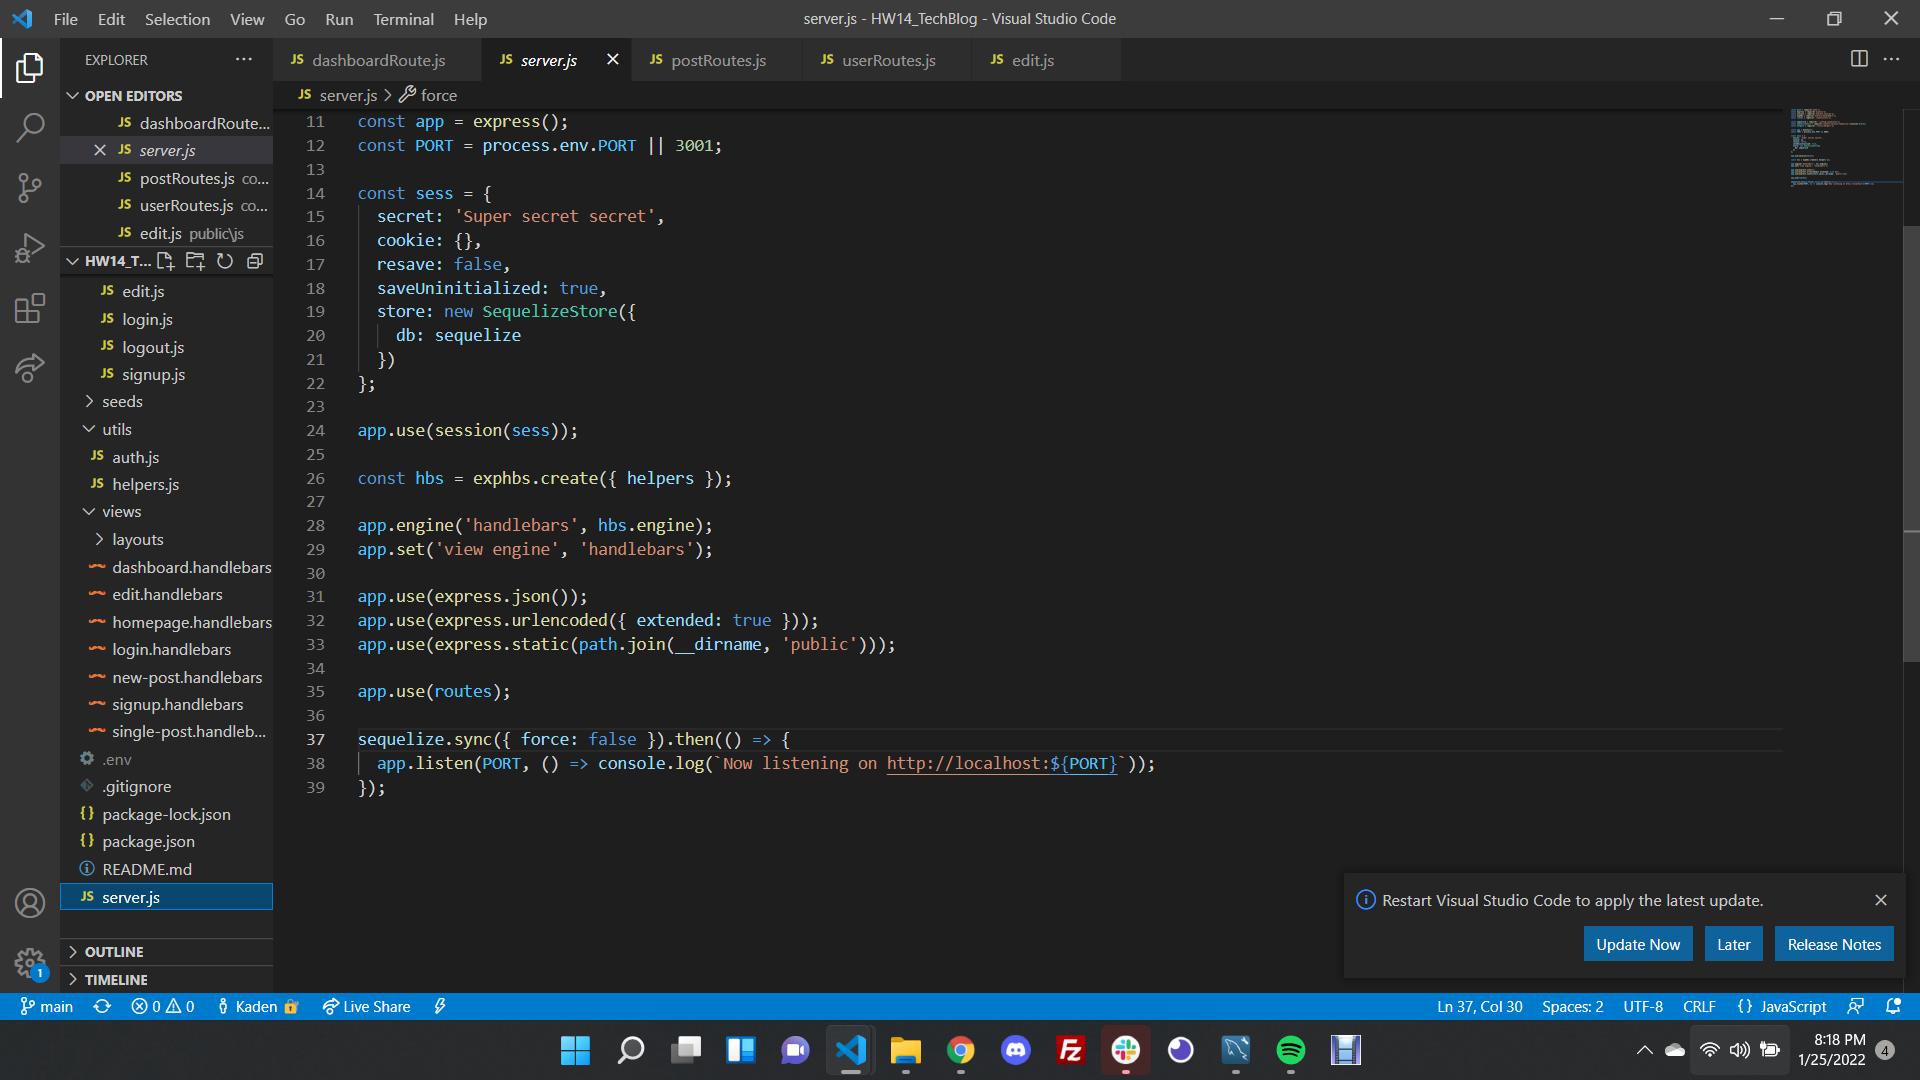 File Edit Selection View Go Run Terminal Help
server.js - HW14_TechBlog - Visual Studio Code
EXPLORER
JS dashboardRoute.js
JS server.js
JS postRoutes.js
JS userRoutes.js
JS edit.js
JS server.js > force
OPEN EDITORS
JS dashboardRoute...
JS server.js
JS postRoutes.js co...
JS userRoutes.js co...
JS edit.js public\js
HW14_T...
JS edit.js
JS login.js
JS logout.js
JS signup.js
seeds
utils
JS auth.js
JS helpers.js
views
layouts
dashboard.handlebars
edit.handlebars
homepage.handlebars
login.handlebars
new-post.handlebars
signup.handlebars
single-post.handleb...
.env
.gitignore
{} package-lock.json
{} package.json
README.md
JS server.js
OUTLINE
TIMELINE
11 const app = express();
12 const PORT = process.env.PORT || 3001;
13
14 const sess = {
15 secret: 'Super secret secret',
16 cookie: {},
17 resave: false,
18 saveUninitialized: true,
19 store: new SequelizeStore({
20 db: sequelize
21 })
22 };
23
24 app.use(session(sess));
25
26 const hbs = exphbs.create({ helpers });
27
28 app.engine('handlebars', hbs.engine);
29 app.set('view engine', 'handlebars');
30
31 app.use(express.json());
32 app.use(express.urlencoded({ extended: true }));
33 app.use(express.static(path.join(__dirname, 'public')));
34
35 app.use(routes);
36
37 sequelize.sync({ force: false }).then(() => {
38 app.listen(PORT, () => console.log(`Now listening on http://localhost:${PORT}`));
39 });
Restart Visual Studio Code to apply the latest update.
Update Now
Later
Release Notes
1
main
0 0
Kaden
Live Share
Ln 37, Col 30
Spaces: 2
UTF-8
CRLF
{} JavaScript
Fz
8:18 PM
1/25/2022
4